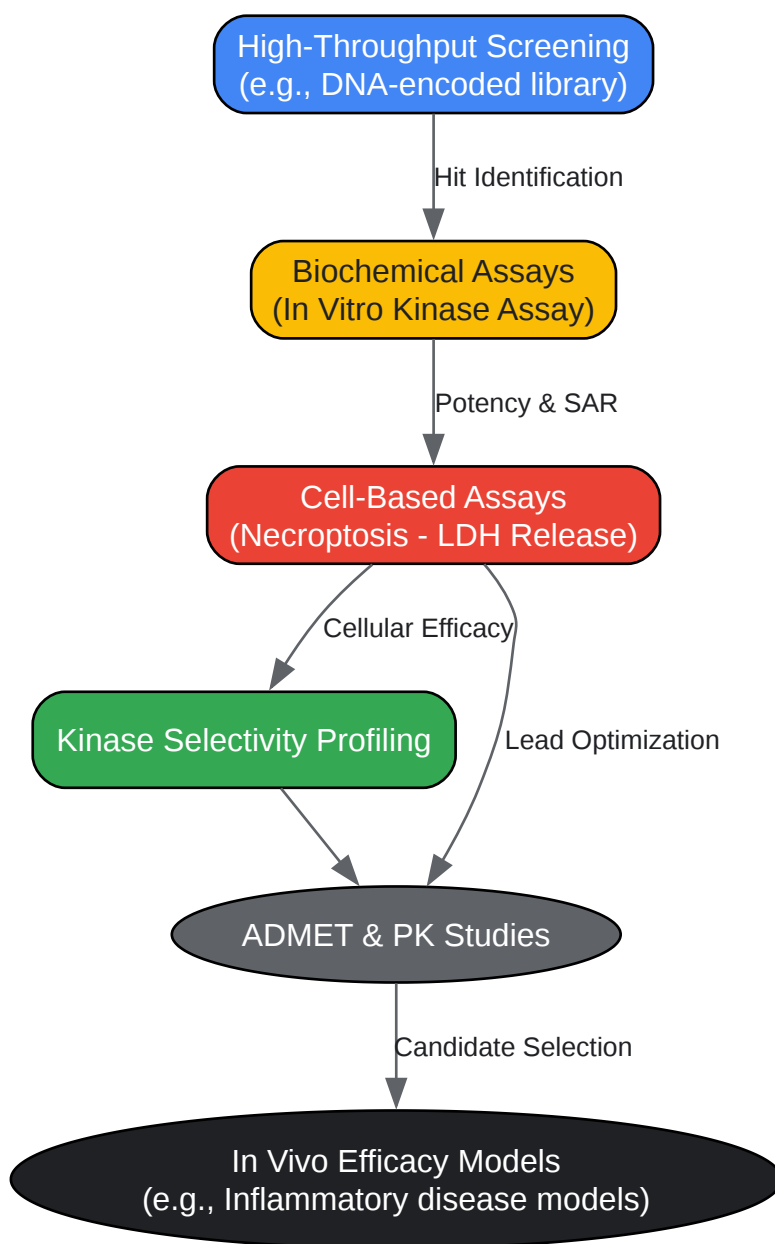 High-Throughput Screening
(e.g., DNA-encoded library)
Hit Identification
Biochemical Assays
(In Vitro Kinase Assay)
Potency & SAR
Cell-Based Assays
(Necroptosis - LDH Release)
Cellular Efficacy
Kinase Selectivity Profiling
Lead Optimization
ADMET & PK Studies
Candidate Selection
In Vivo Efficacy Models
(e.g., Inflammatory disease models)